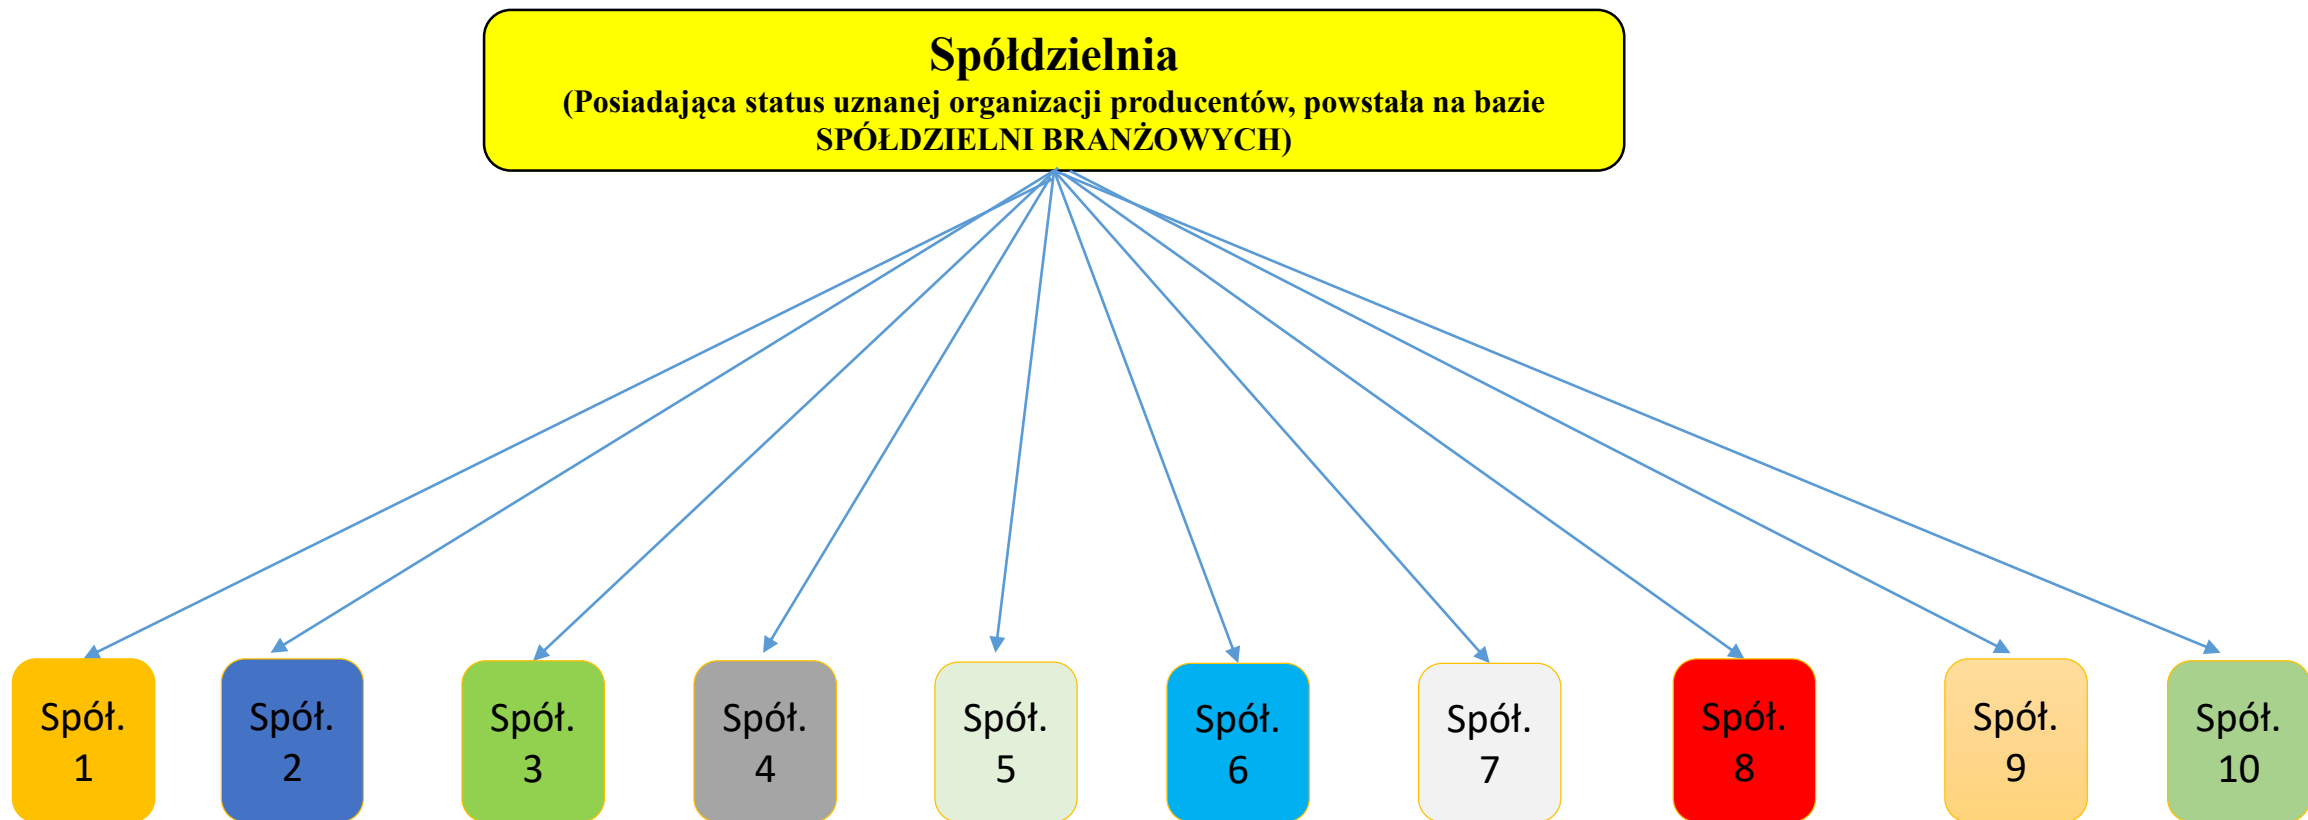 Spółdzielnia
(Posiadająca status uznanej organizacji producentów, powstała na bazie
SPÓŁDZIELNI BRANŻOWYCH)
Spół.
1
Spół.
2
Spół.
3
Spół.
4
Spół.
5
Spół.
6
Spół.
7
Spół.
8
Spół.
9
Spół.
10